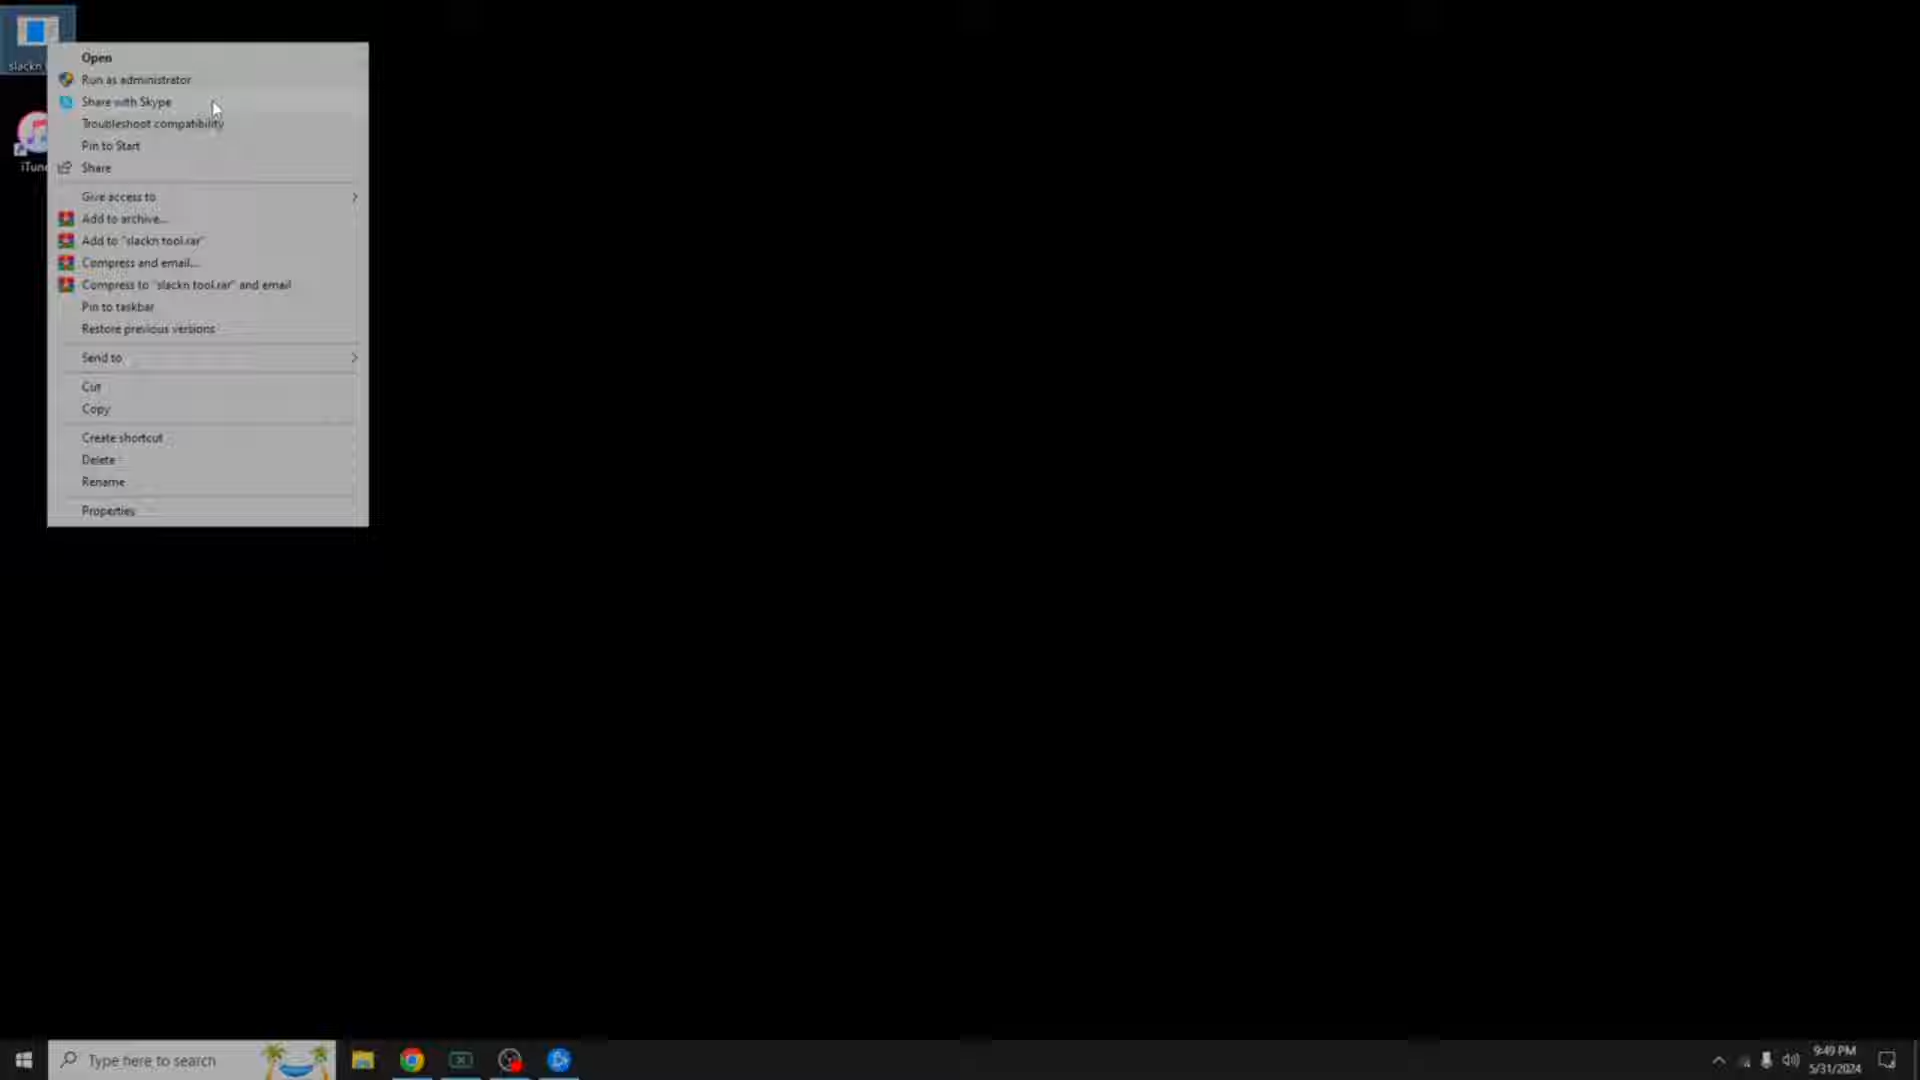 slackn
Open
Run as administrator
Share with Skype
Troubleshoot compatibility
Pin to Start
iTun
Share
Give access to
Add to archive...
Add to "slackn tool.rar"
Compress and email...
Compress to "slackn tool.rar" and email
Pin to taskbar
Restore previous versions
Send to
Cut
Copy
Create shortcut
Delete
Rename
Properties
Type here to search
9:49 PM
5/31/2024